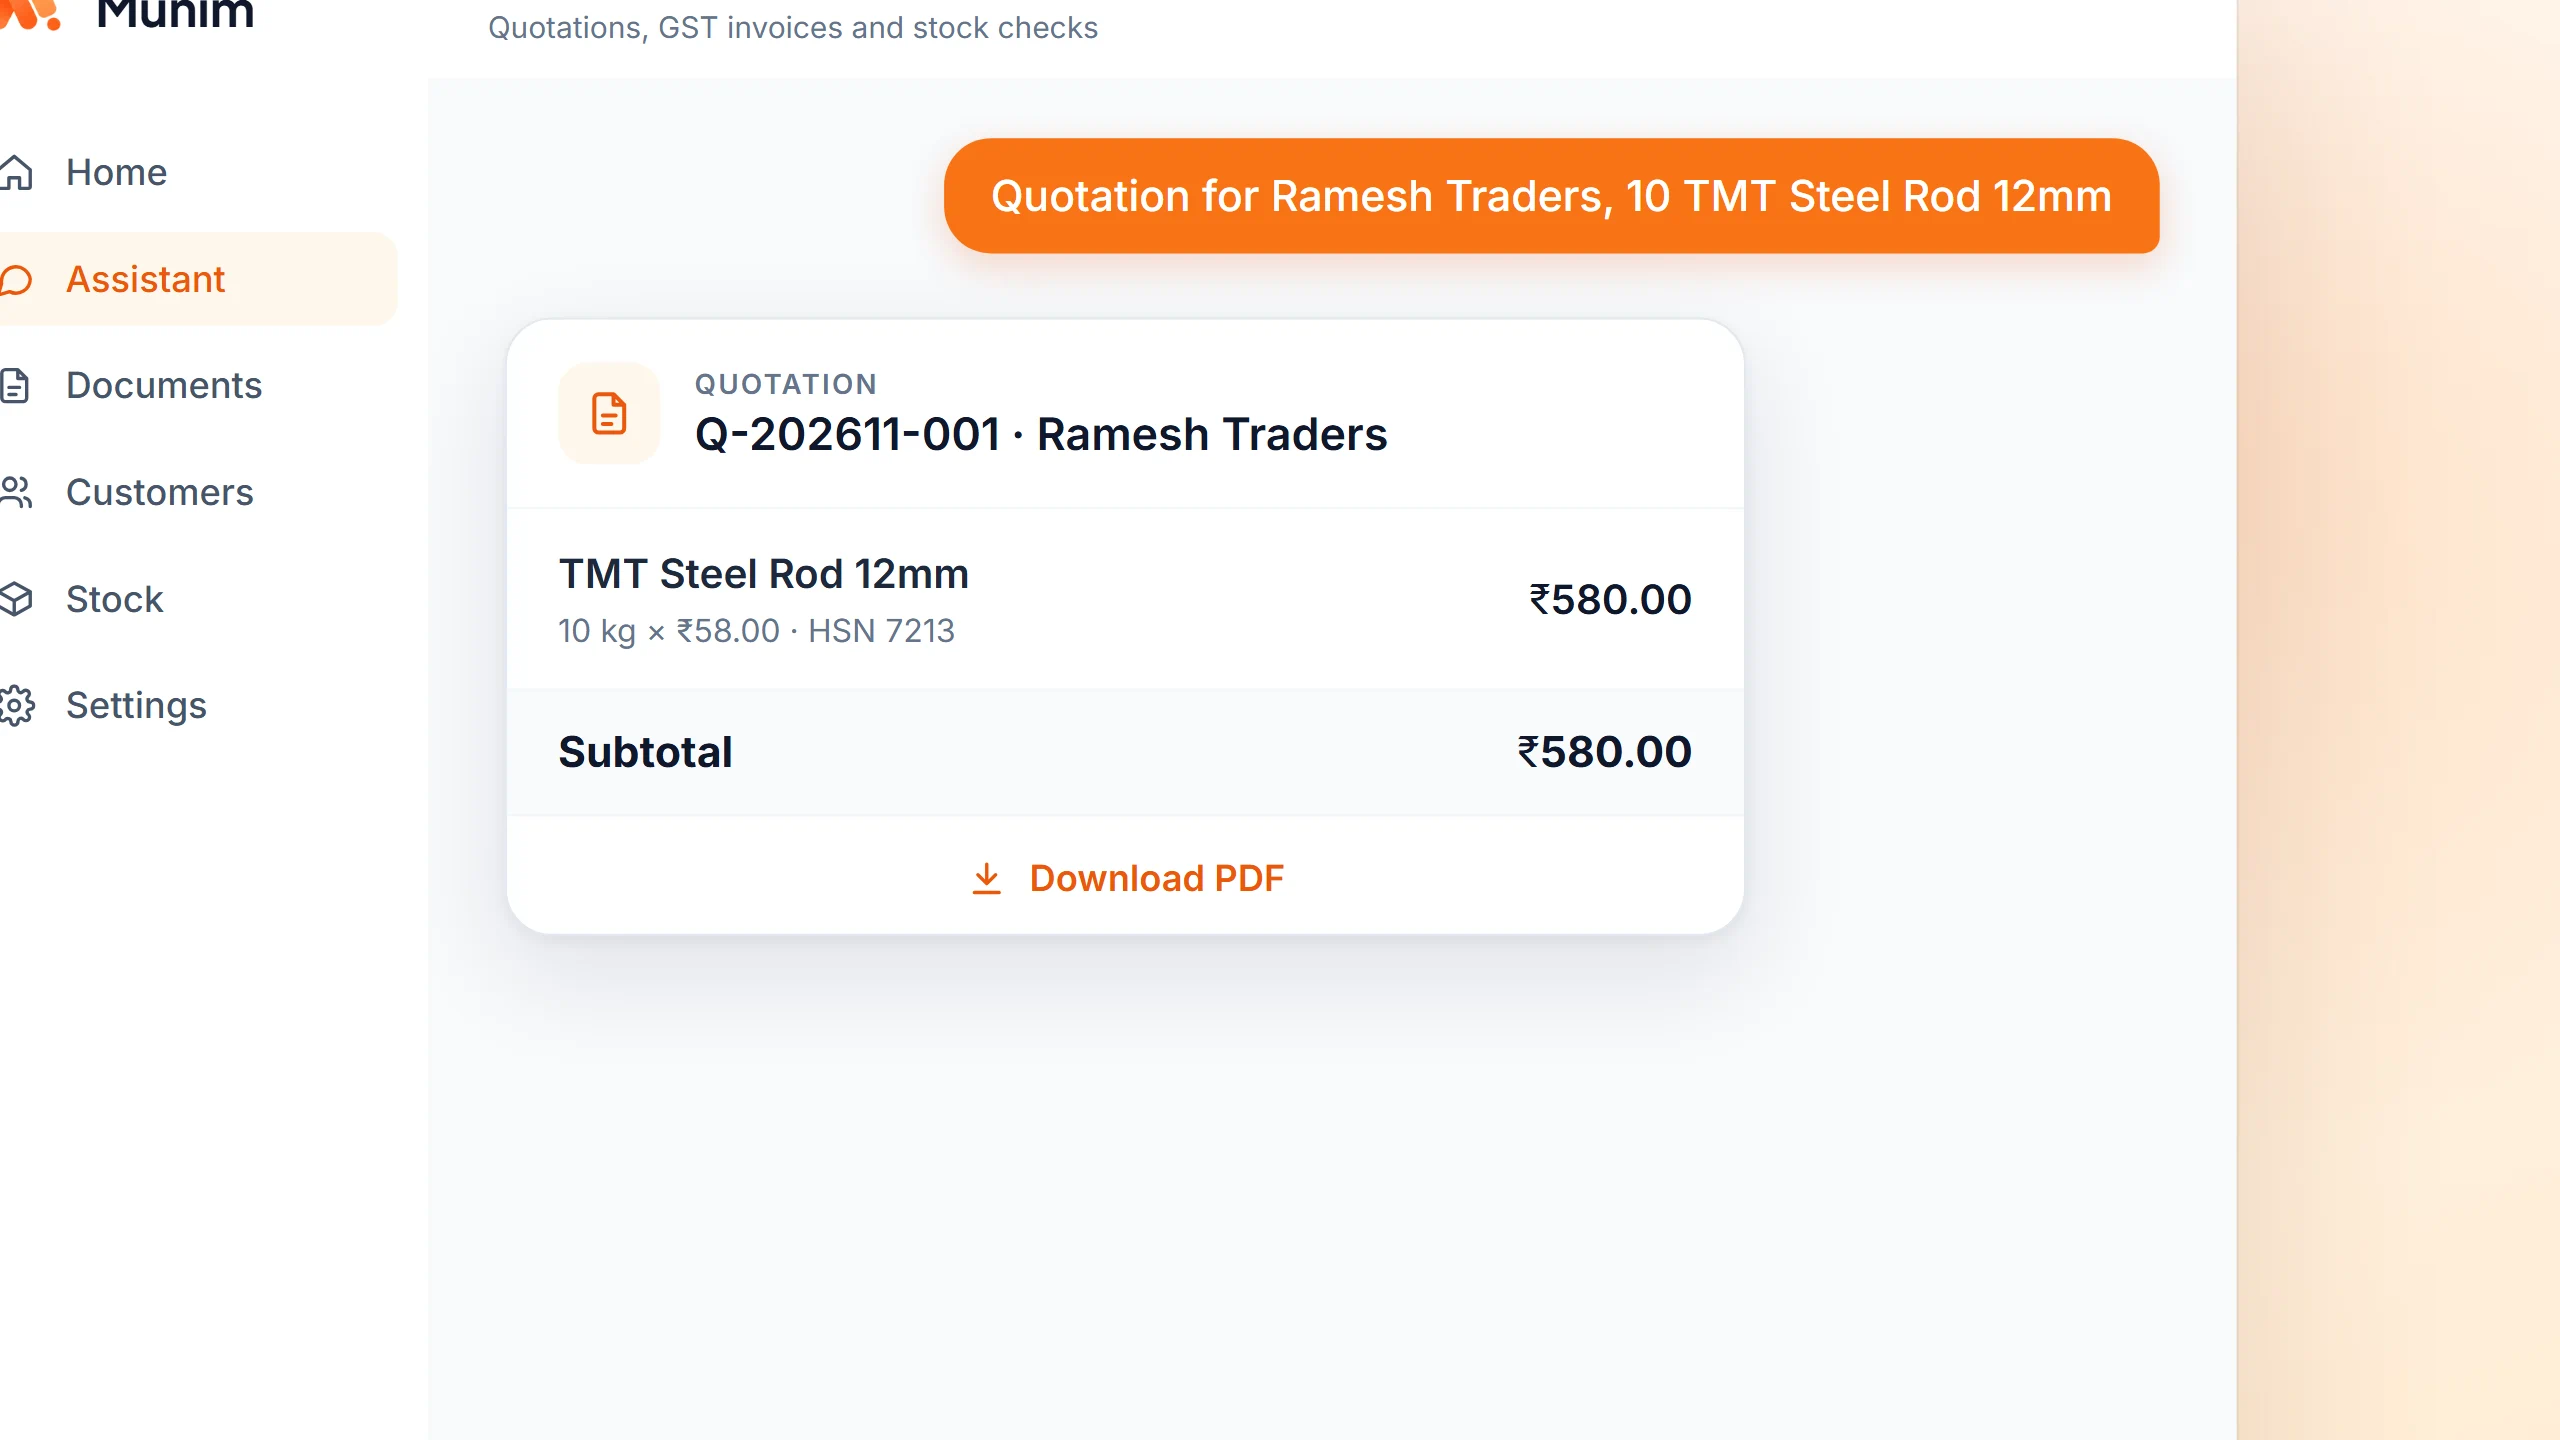 Munim
Quotations, GST invoices and stock checks
Home
Assistant
Documents
Customers
Stock
Settings
Quotation for Ramesh Traders, 10 TMT Steel Rod 12mm
QUOTATION
Q-202611-001 · Ramesh Traders
TMT Steel Rod 12mm
10 kg × ₹58.00 · HSN 7213
₹580.00
Subtotal
₹580.00
Download PDF